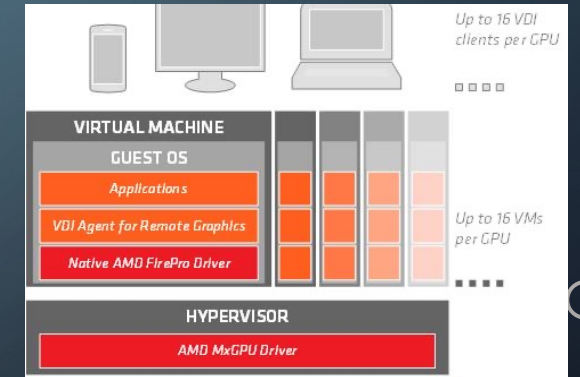 Up to 16 VDI
clients per GPU
VIRTUAL MACHINE
GUEST OS
Applications
VDI Agent for Remote Graphics
Native AMD FirePro Driver
Up to 16 VMs
per GPU
HYPERVISOR
AMD MxGPU Driver